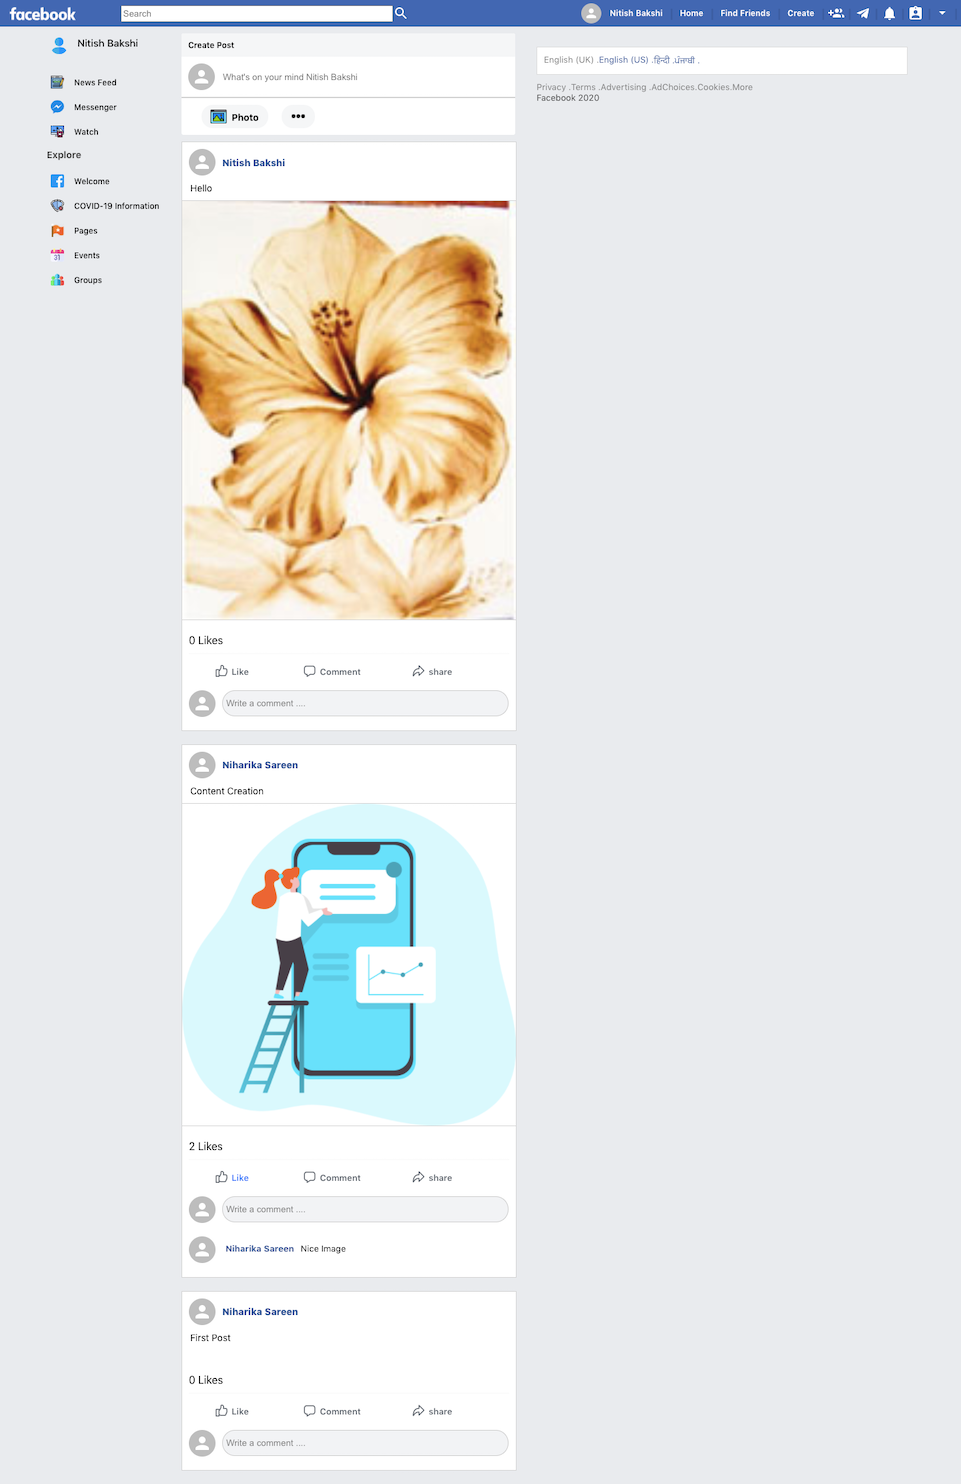 facebook
Search
Nitish Bakshi
Home
Find Friends
Create
Nitish Bakshi
News Feed
Messenger
Watch
Explore
Welcome
COVID-19 Information
Pages
31
Events
Groups
Create Post
What's on your mind Nitish Bakshi
Photo
•••
Nitish Bakshi
Hello
0 Likes
Like
Comment
share
Write a comment ....
Niharika Sareen
Content Creation
2 Likes
Like
Comment
share
Write a comment ....
Niharika Sareen Nice Image
Niharika Sareen
First Post
0 Likes
Like
Comment
share
Write a comment ....
English (UK) .English (US) .हिन्दी .ਪੰਜਾਬੀ .
Privacy .Terms .Advertising .AdChoices.Cookies.More
Facebook 2020